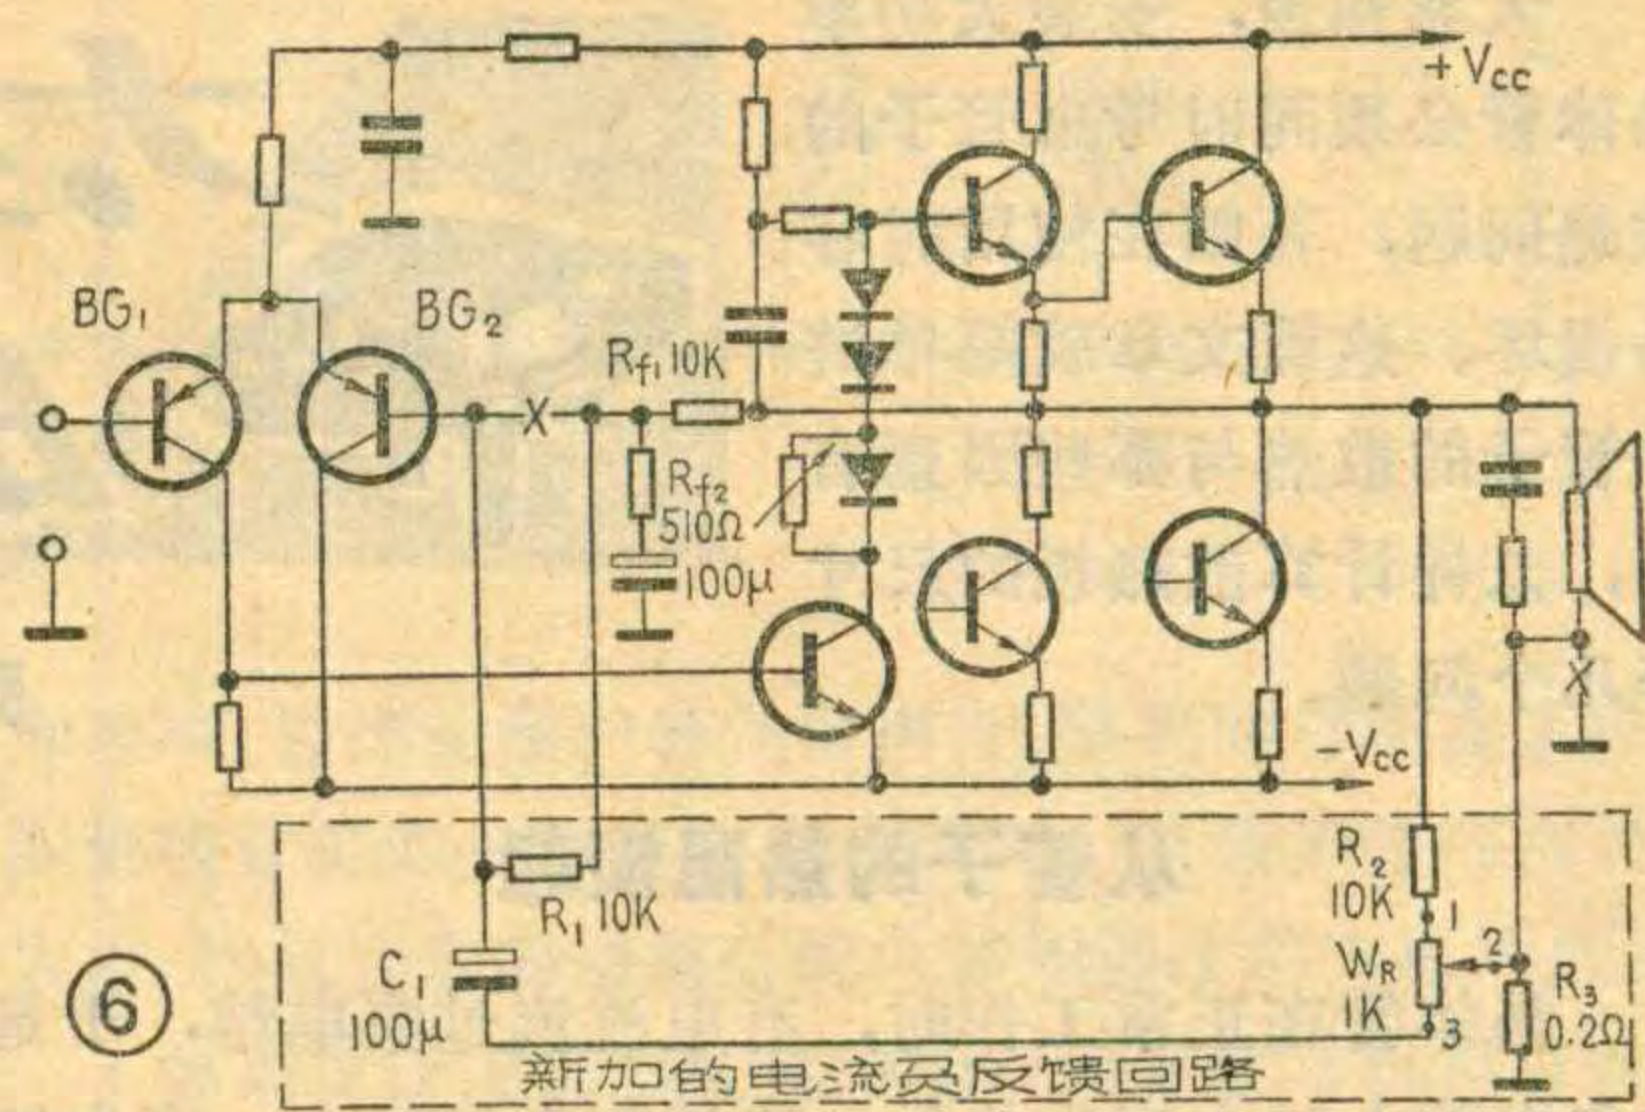 +Vcc
BG₁
BG₂
Rf₁ 10K
Rf₂
510Ω
100μ
-Vcc
R₁ 10K
C₁
100μ
R₂
10K
1
WR
1K
2
3
R₃
0.2Ω
⑥
新加的电流负反馈回路